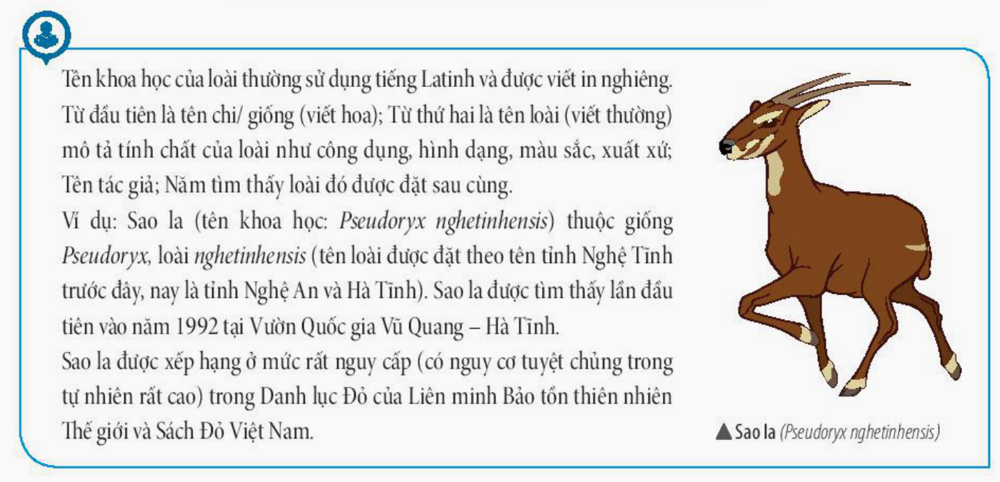 Tên khoa học của loài thường sử dụng tiếng Latinh và được viết in nghiêng.
Từ đầu tiên là tên chi/ giống (viết hoa); Từ thứ hai là tên loài (viết thường)
mô tả tính chất của loài như công dụng, hình dạng, màu sắc, xuất xứ;
Tên tác giả; Năm tìm thấy loài đó được đặt sau cùng.
Ví dụ: Sao la (tên khoa học: Pseudoryx nghetinhensis) thuộc giống
Pseudoryx, loài nghetinhensis (tên loài được đặt theo tên tỉnh Nghệ Tĩnh
trước đây, nay là tỉnh Nghệ An và Hà Tĩnh). Sao la được tìm thấy lần đầu
tiên vào năm 1992 tại Vườn Quốc gia Vũ Quang – Hà Tĩnh.
Sao la được xếp hạng ở mức rất nguy cấp (có nguy cơ tuyệt chủng trong
tự nhiên rất cao) trong Danh lục Đỏ của Liên minh Bảo tồn thiên nhiên
Thế giới và Sách Đỏ Việt Nam.
▲ Sao la (Pseudoryx nghetinhensis)